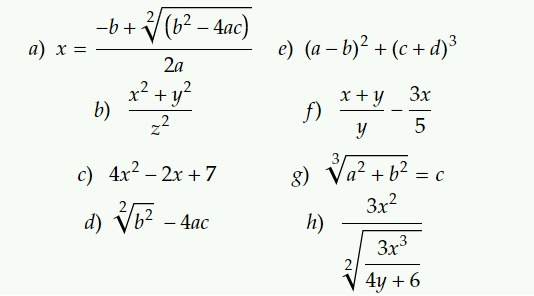 a) x = (−b + ²√((b² − 4ac))) / (2a)
b) (x² + y²) / z²
c) 4x² − 2x + 7
d) ²√(b²) − 4ac
e) (a − b)² + (c + d)³
f) (x + y) / y − 3x / 5
g) ³√(a² + b²) = c
h) 3x² / ²√(3x³ / (4y + 6))